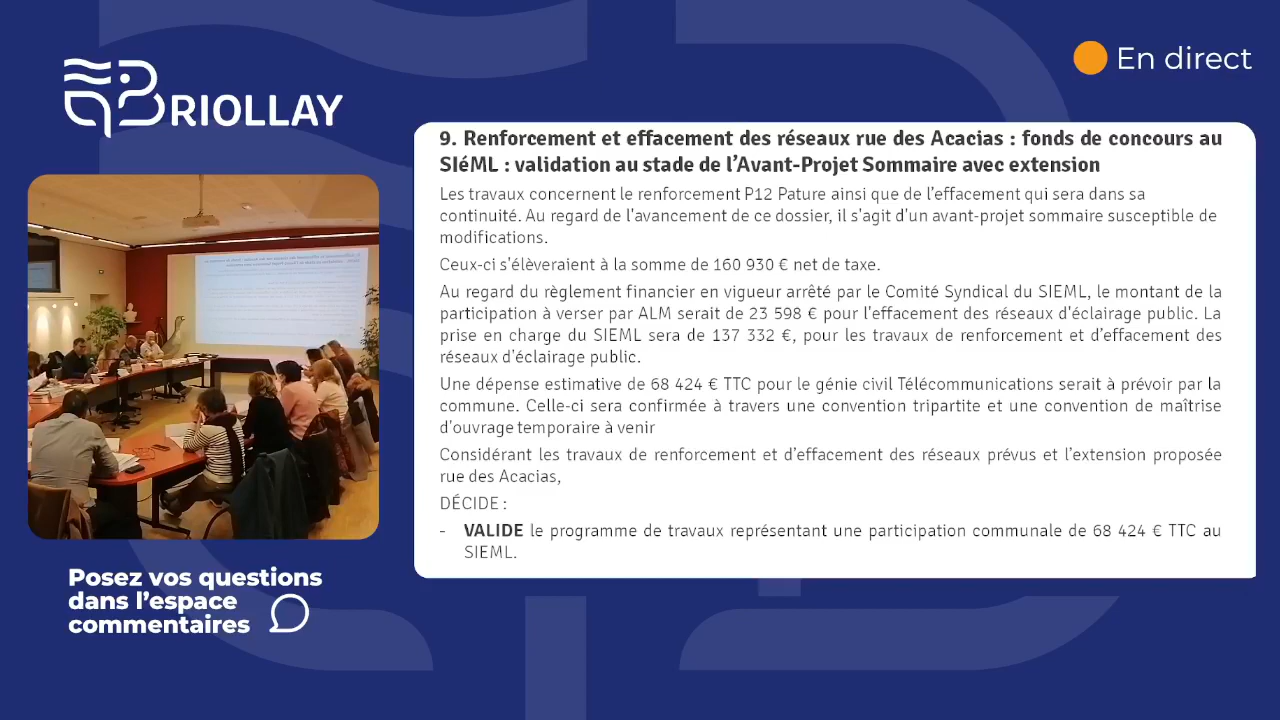 BRIOLLAY
En direct
9. Renforcement et effacement des réseaux rue des Acacias : fonds de concours au
SIéML : validation au stade de l’Avant-Projet Sommaire avec extension
Les travaux concernent le renforcement P12 Pature ainsi que de l’effacement qui sera dans sa
continuité. Au regard de l'avancement de ce dossier, il s'agit d'un avant-projet sommaire susceptible de
modifications.
Ceux-ci s'élèveraient à la somme de 160 930 € net de taxe.
Au regard du règlement financier en vigueur arrêté par le Comité Syndical du SIEML, le montant de la
participation à verser par ALM serait de 23 598 € pour l'effacement des réseaux d'éclairage public. La
prise en charge du SIEML sera de 137 332 €, pour les travaux de renforcement et d’effacement des
réseaux d'éclairage public.
Une dépense estimative de 68 424 € TTC pour le génie civil Télécommunications serait à prévoir par la
commune. Celle-ci sera confirmée à travers une convention tripartite et une convention de maîtrise
d'ouvrage temporaire à venir
Considérant les travaux de renforcement et d’effacement des réseaux prévus et l’extension proposée
rue des Acacias,
DÉCIDE :
- VALIDE le programme de travaux représentant une participation communale de 68 424 € TTC au
SIEML.
Posez vos questions
dans l’espace
commentaires